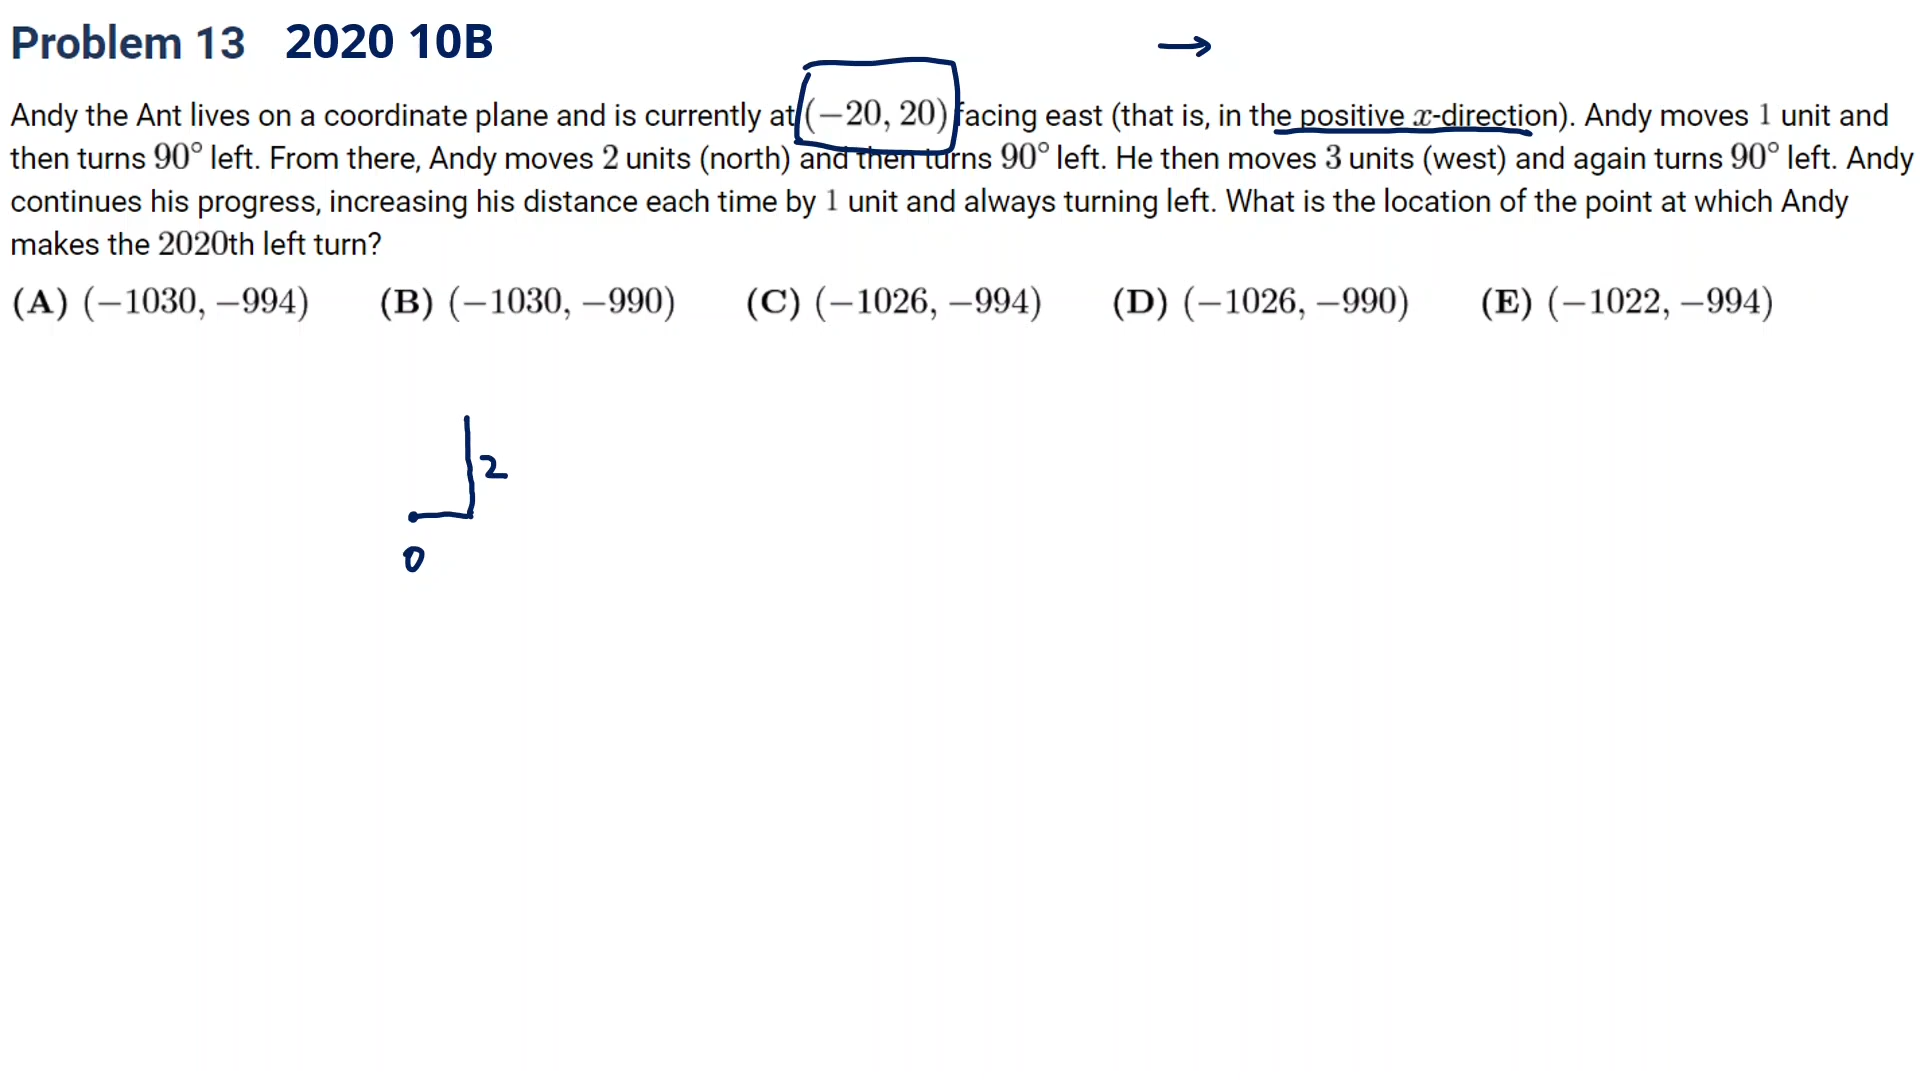 Problem 13 2020 10B
Andy the Ant lives on a coordinate plane and is currently at (−20, 20) facing east (that is, in the positive x-direction). Andy moves 1 unit and
then turns 90° left. From there, Andy moves 2 units (north) and then turns 90° left. He then moves 3 units (west) and again turns 90° left. Andy
continues his progress, increasing his distance each time by 1 unit and always turning left. What is the location of the point at which Andy
makes the 2020th left turn?
(A) (−1030, −994) (B) (−1030, −990) (C) (−1026, −994) (D) (−1026, −990) (E) (−1022, −994)
2
0